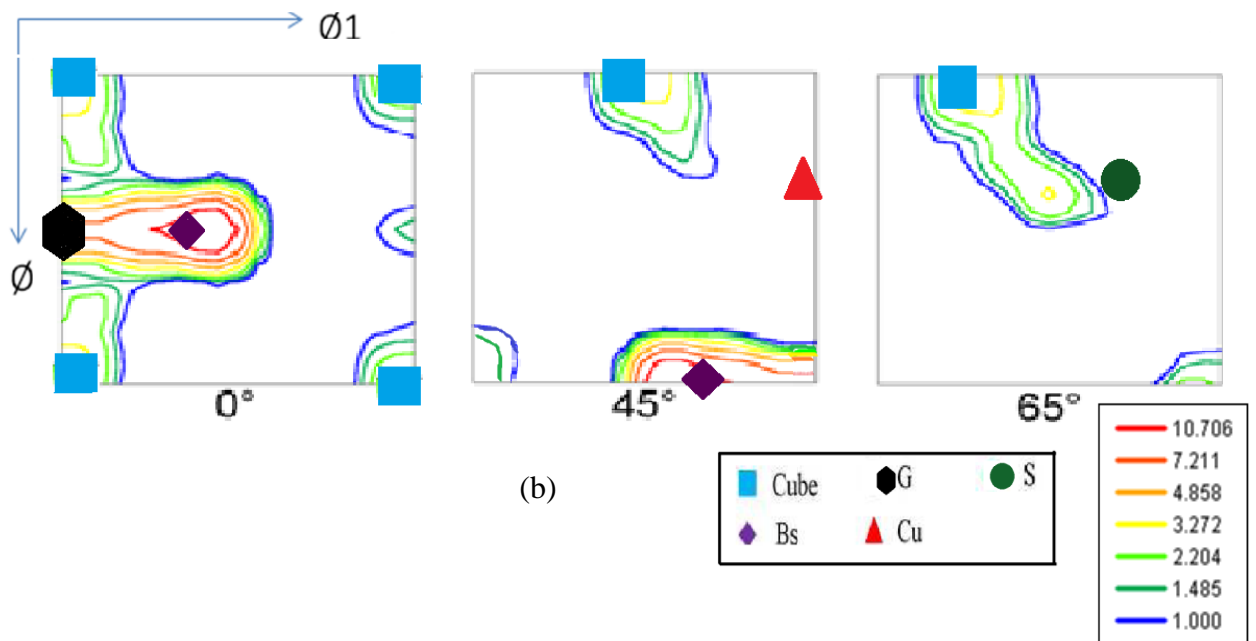 Ø1
Ø
0°
45°
65°
(b)
Cube
G
S
Bs
Cu
10.706
7.211
4.858
3.272
2.204
1.485
1.000